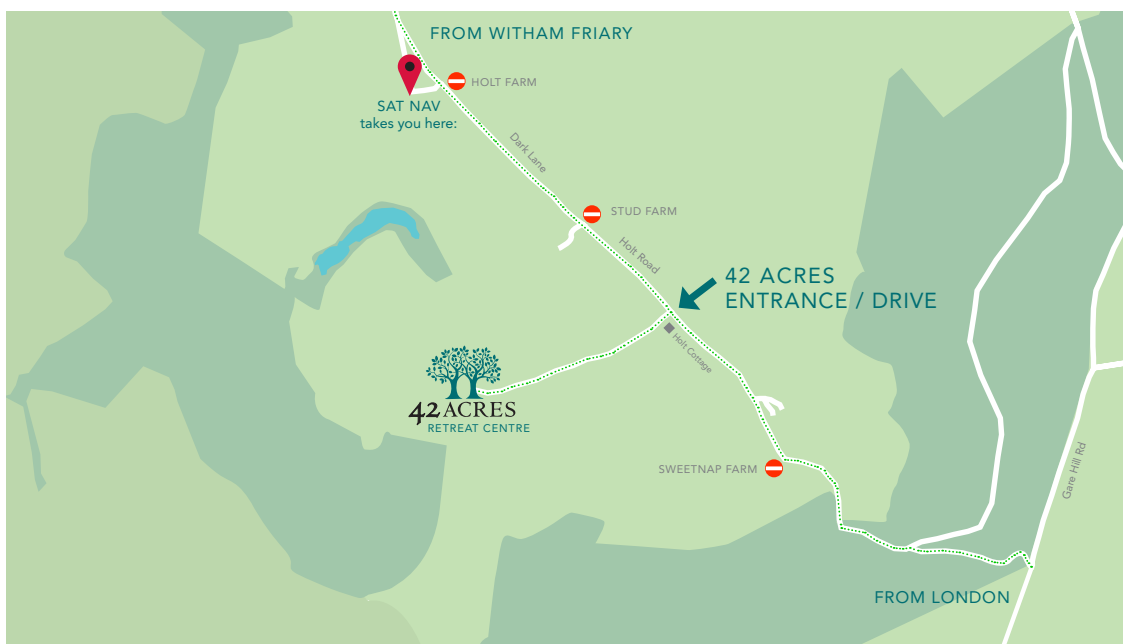 FROM WITHAM FRIARY
HOLT FARM
SAT NAV
takes you here:
Dark Lane
STUD FARM
Holt Road
42 ACRES
ENTRANCE / DRIVE
Holt Cottage
42 ACRES
RETREAT CENTRE
SWEETNAP FARM
Gare Hill Rd
FROM LONDON